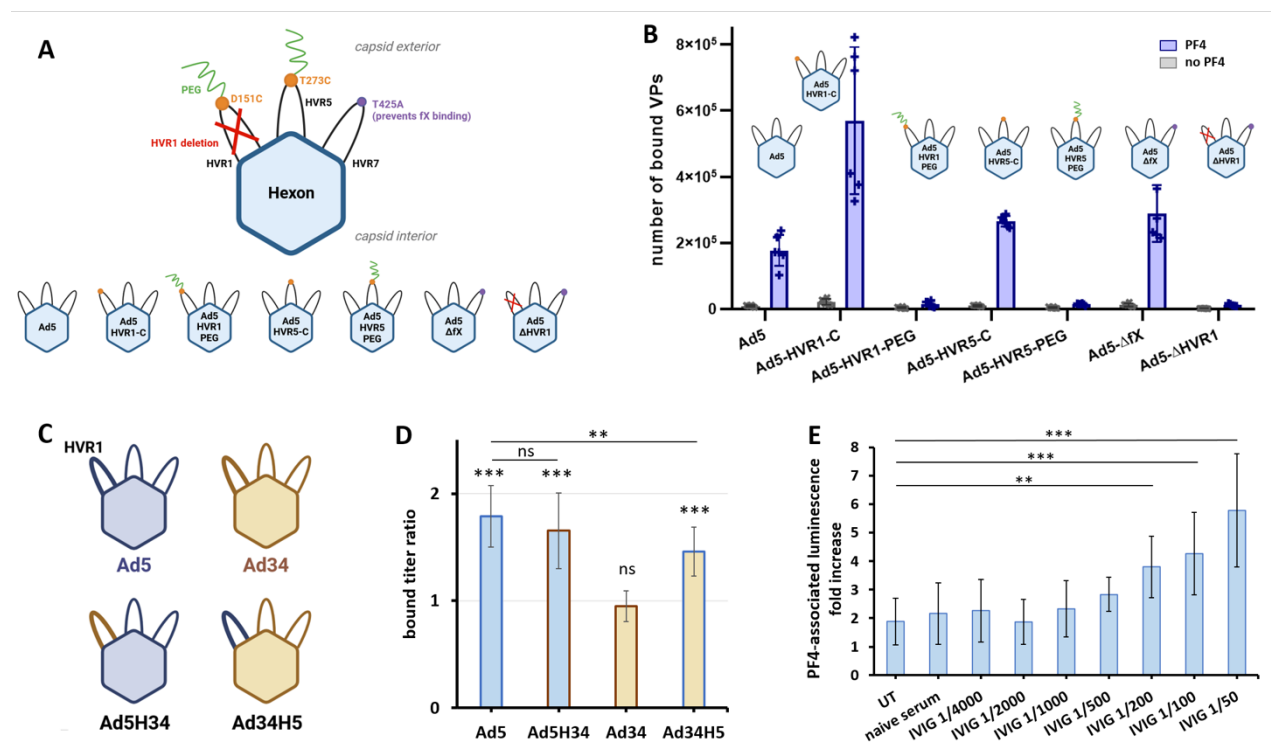 A
capsid exterior
PEG
D151C
T273C
HVR5
T425A
(prevents fX binding)
HVR1 deletion
HVR1
HVR7
Hexon
capsid interior
Ad5
Ad5
HVR1-C
Ad5
HVR1
PEG
Ad5
HVR5-C
Ad5
HVR5
PEG
Ad5
ΔfX
Ad5
ΔHVR1
B
number of bound VPs
8×10⁵
6×10⁵
4×10⁵
2×10⁵
0
PF4
no PF4
Ad5
Ad5
HVR1-C
Ad5
HVR1
PEG
Ad5
HVR5-C
Ad5
HVR5
PEG
Ad5
ΔfX
Ad5
ΔHVR1
Ad5
Ad5-HVR1-C
Ad5-HVR1-PEG
Ad5-HVR5-C
Ad5-HVR5-PEG
Ad5-ΔfX
Ad5-ΔHVR1
C
HVR1
Ad5
Ad34
Ad5H34
Ad34H5
D
bound titer ratio
2
1
0
**
ns
***
***
ns
***
Ad5
Ad5H34
Ad34
Ad34H5
E
PF4-associated luminescence
fold increase
8
7
6
5
4
3
2
1
0
***
***
**
UT
naive serum
IVIG 1/4000
IVIG 1/2000
IVIG 1/1000
IVIG 1/500
IVIG 1/200
IVIG 1/100
IVIG 1/50